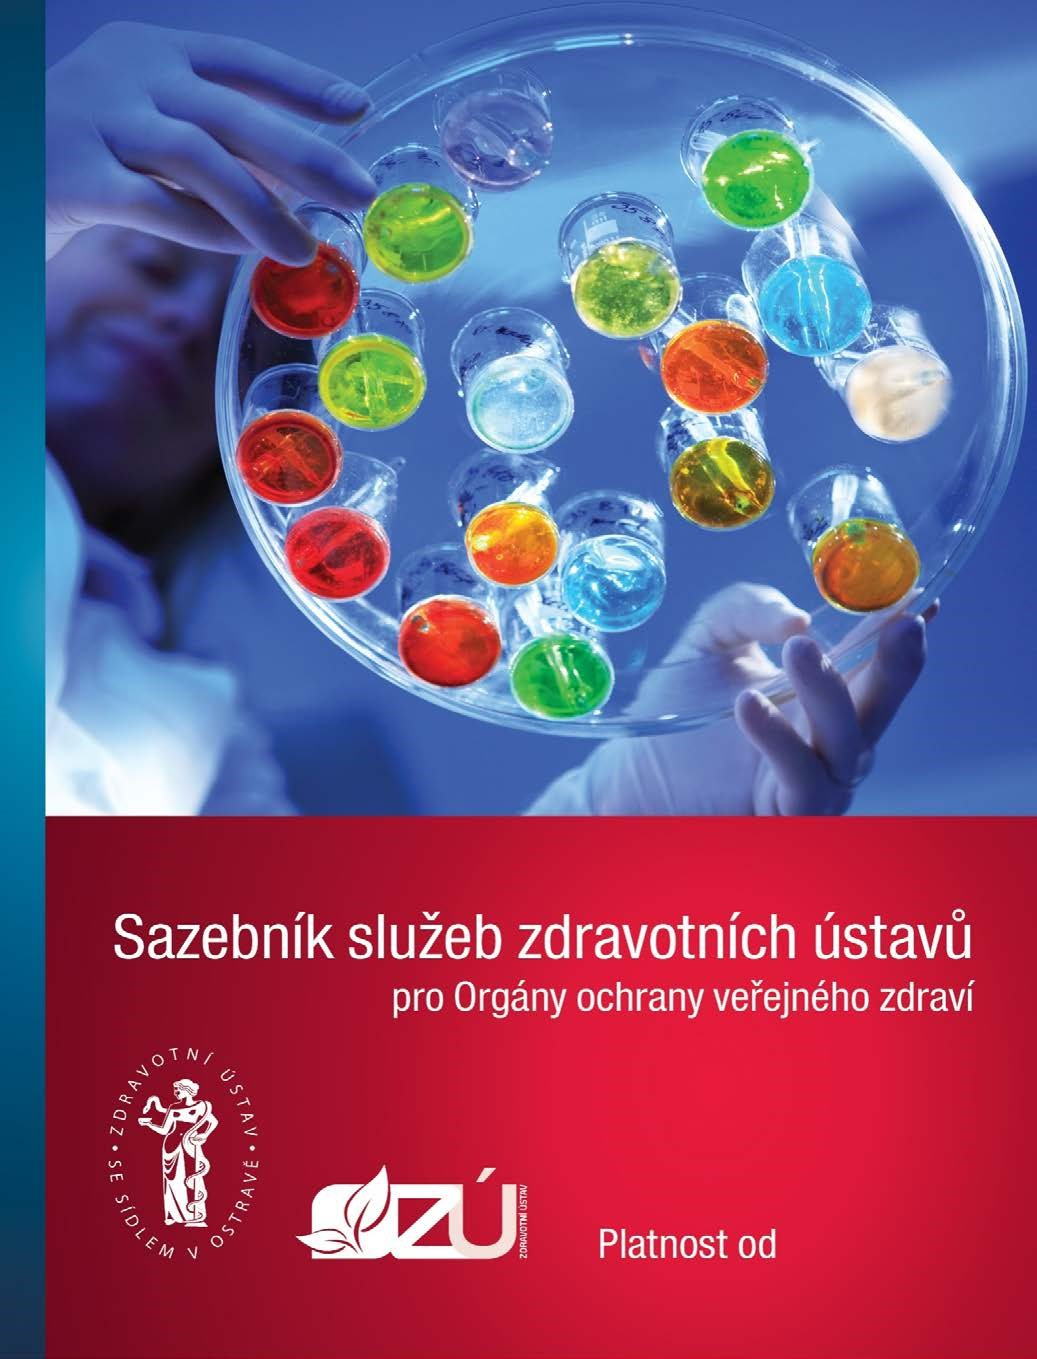 Sazebník služeb zdravotních ústavů
pro Orgány ochrany veřejného zdraví
ZDRAVOTNÍ ÚSTAV • SE SÍDLEM V OSTRAVĚ •
ZÚ
ZDRAVOTNÍ ÚSTAV
Platnost od